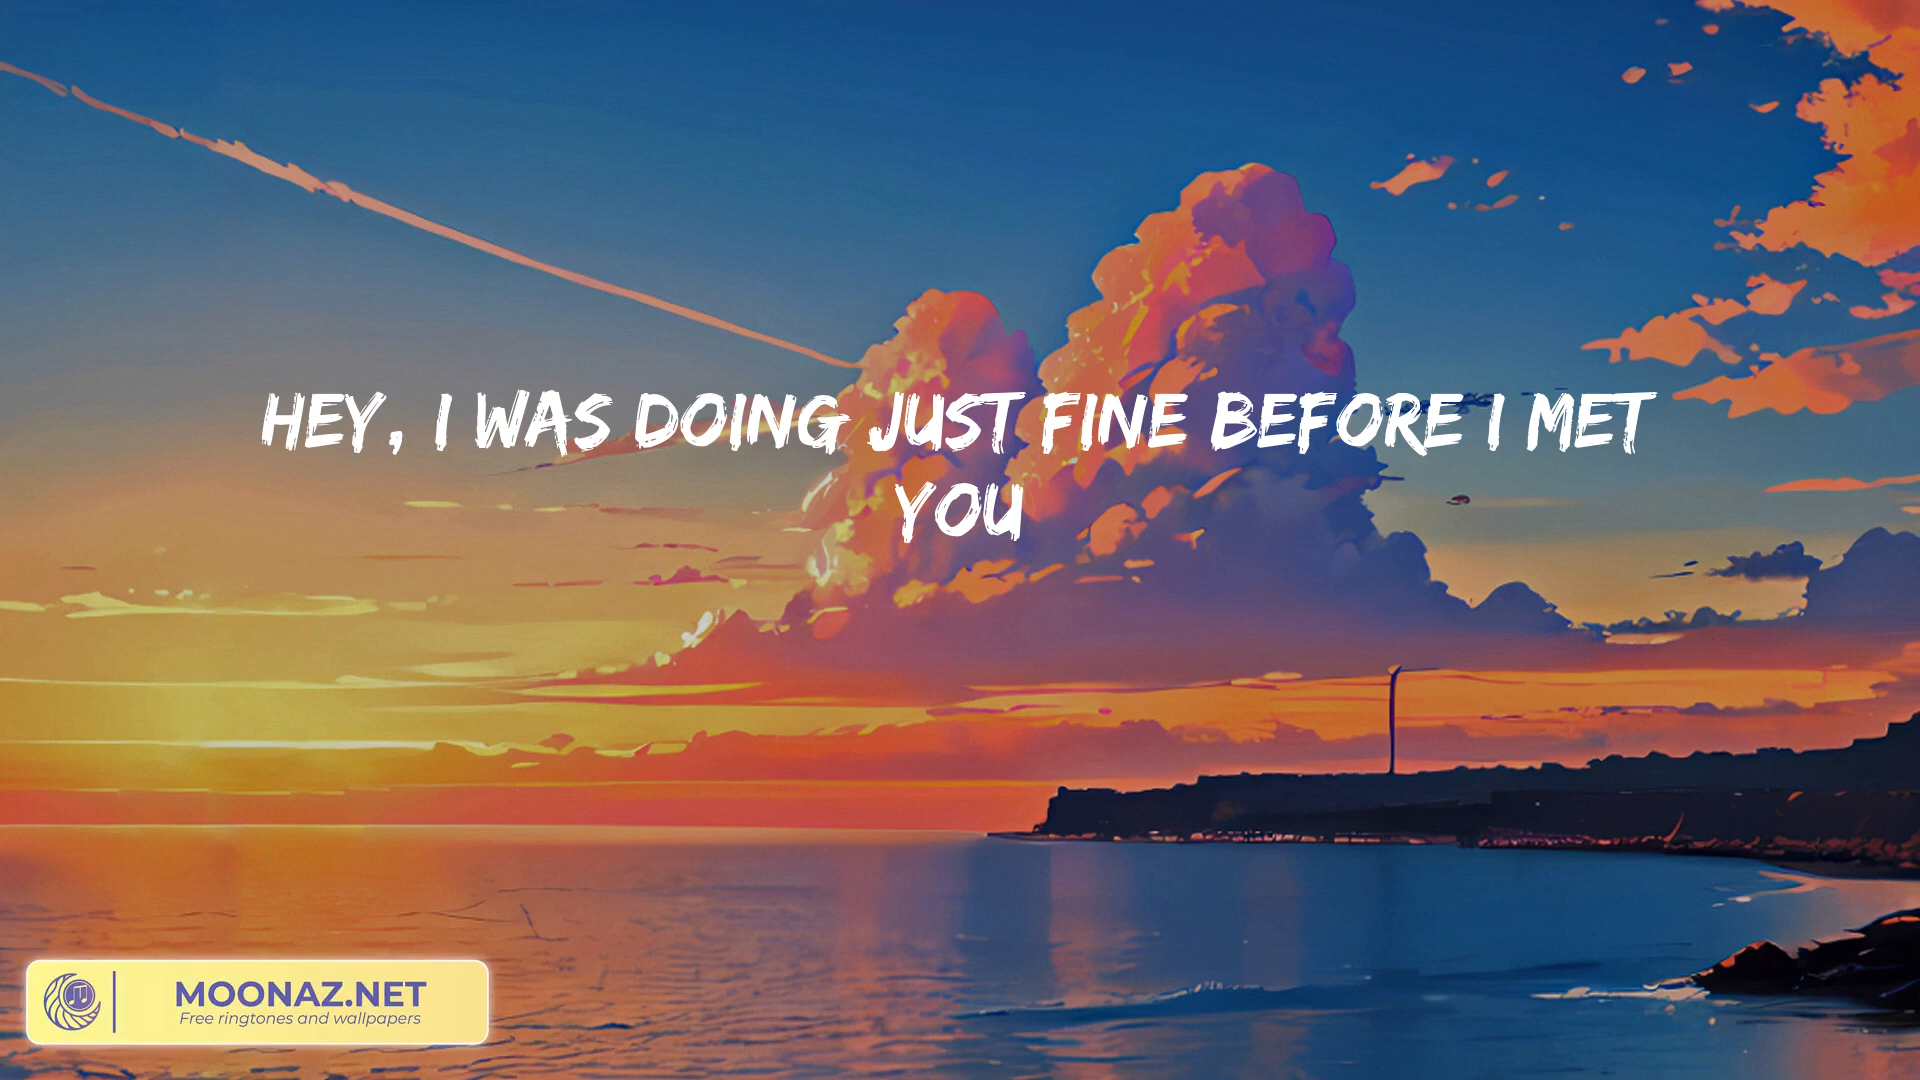 HEY, I WAS DOING JUST FINE BEFORE I MET
YOU
MOONAZ.NET
Free ringtones and wallpapers